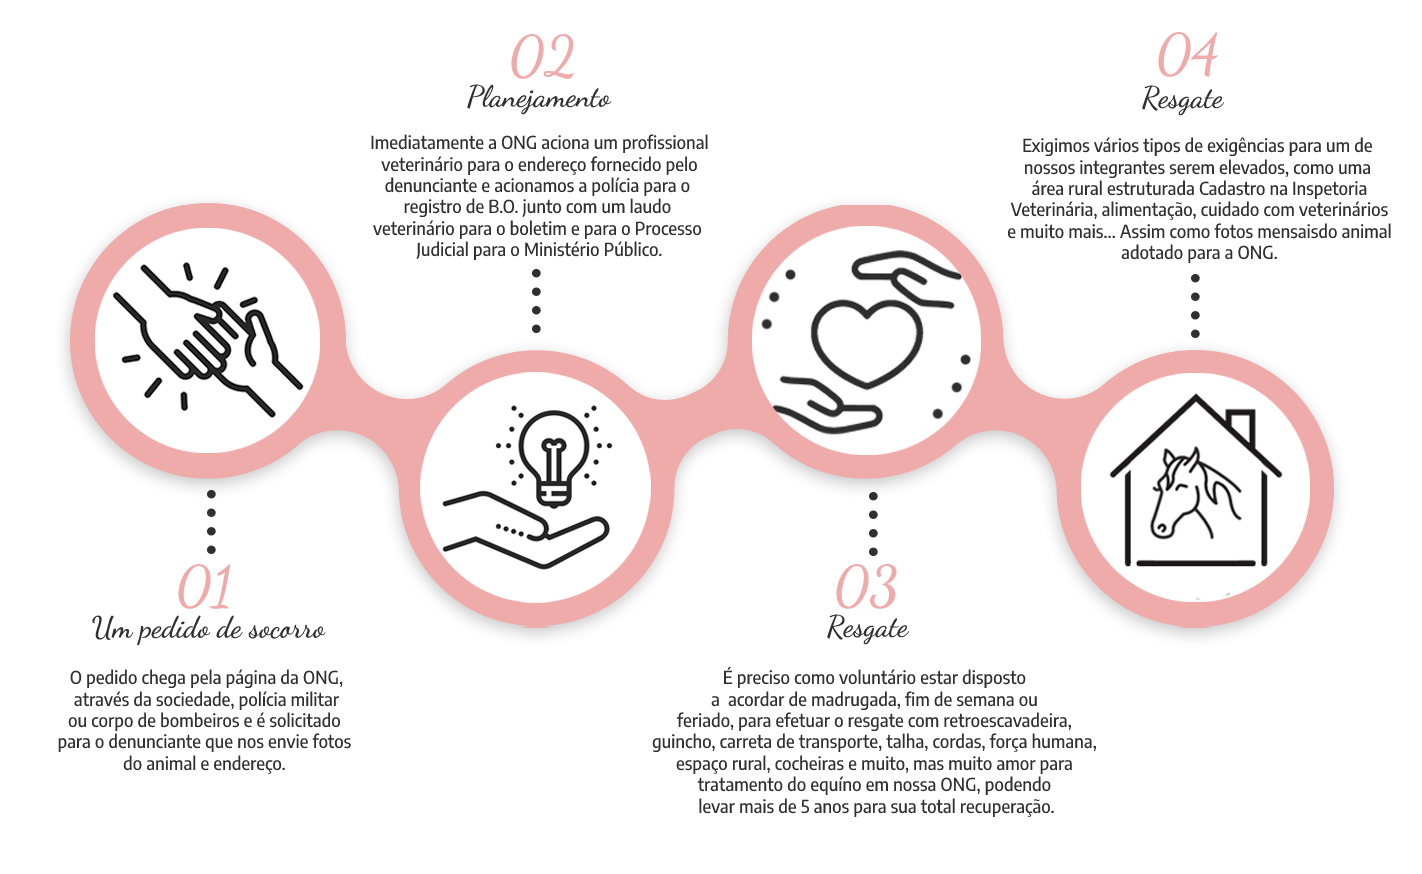 01
Um pedido de socorro
O pedido chega pela página da ONG,
através da sociedade, polícia militar
ou corpo de bombeiros e é solicitado
para o denunciante que nos envie fotos
do animal e endereço.
02
Planejamento
Imediatamente a ONG aciona um profissional
veterinário para o endereço fornecido pelo
denunciante e acionamos a polícia para o
registro de B.O. junto com um laudo
veterinário para o boletim e para o Processo
Judicial para o Ministério Público.
03
Resgate
É preciso como voluntário estar disposto
a acordar de madrugada, fim de semana ou
feriado, para efetuar o resgate com retroescavadeira,
guincho, carreta de transporte, talha, cordas, força humana,
espaço rural, cocheiras e muito, mas muito amor para
tratamento do equíno em nossa ONG, podendo
levar mais de 5 anos para sua total recuperação.
04
Resgate
Exigimos vários tipos de exigências para um de
nossos integrantes serem elevados, como uma
área rural estruturada Cadastro na Inspetoria
Veterinária, alimentação, cuidado com veterinários
e muito mais... Assim como fotos mensaisdo animal
adotado para a ONG.